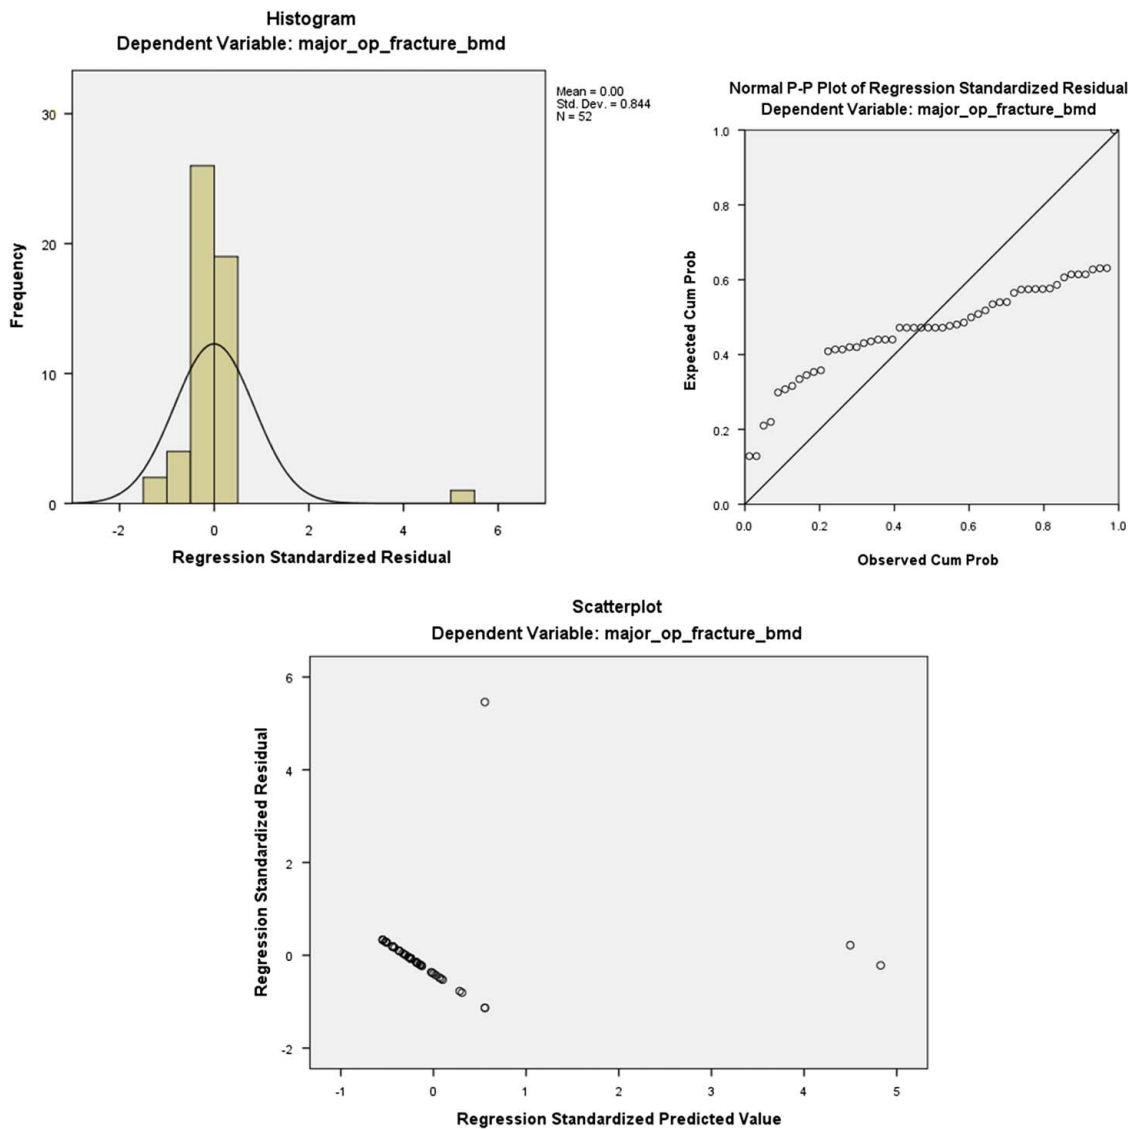 Histogram
Dependent Variable: major_op_fracture_bmd
Mean = 0.00
Std. Dev. = 0.844
N = 52
30
20
10
0
Frequency
-2
0
2
4
6
Regression Standardized Residual
Normal P-P Plot of Regression Standardized Residual
Dependent Variable: major_op_fracture_bmd
1.0
0.8
0.6
0.4
0.2
0.0
Expected Cum Prob
0.0
0.2
0.4
0.6
0.8
1.0
Observed Cum Prob
Scatterplot
Dependent Variable: major_op_fracture_bmd
6
4
2
0
-2
Regression Standardized Residual
-1
0
1
2
3
4
5
Regression Standardized Predicted Value